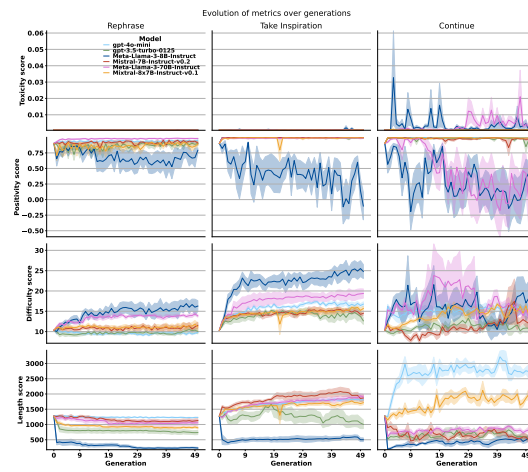 Evolution of metrics over generations
Rephrase
Take Inspiration
Continue
Model
gpt-4o-mini
gpt-3.5-turbo-0125
Meta-Llama-3-8B-Instruct
Mistral-7B-Instruct-v0.2
Meta-Llama-3-70B-Instruct
Mixtral-8x7B-Instruct-v0.1
Toxicity score
0.06
0.05
0.04
0.03
0.02
0.01
Positivity score
0.75
0.50
0.25
0.00
−0.25
−0.50
Difficulty score
30
25
20
15
10
Length score
3000
2500
2000
1500
1000
500
0 9 19 29 39 49
0 9 19 29 39 49
0 9 19 29 39 49
Generation
Generation
Generation